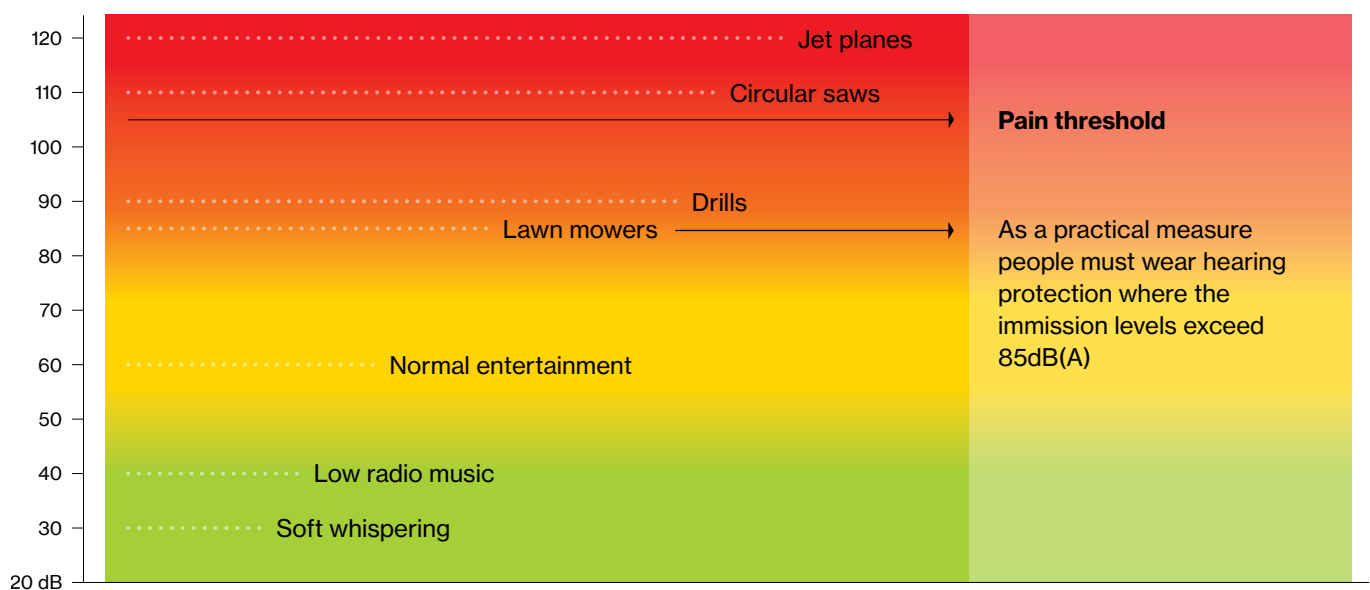 120
Jet planes
110
Circular saws
Pain threshold
100
90
Drills
Lawn mowers
As a practical measure
people must wear hearing
protection where the
immission levels exceed
85dB(A)
80
70
60
Normal entertainment
50
40
Low radio music
30
Soft whispering
20 dB